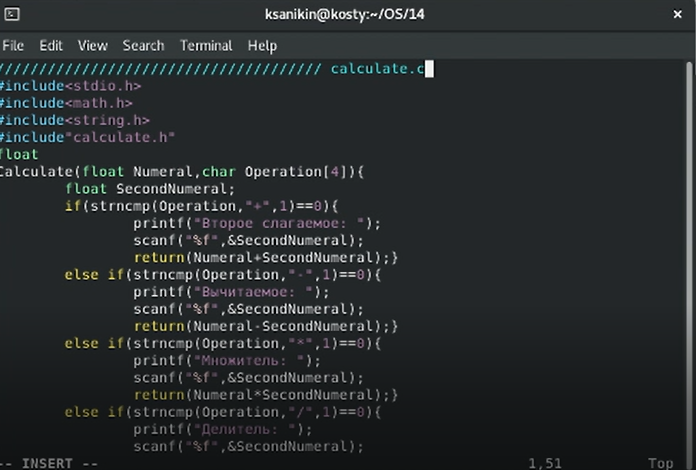 ksanikin@kosty:~/OS/14
File Edit View Search Terminal Help
////////////////////////////////////// calculate.c
#include<stdio.h>
#include<math.h>
#include<string.h>
#include"calculate.h"
float
Calculate(float Numeral,char Operation[4]){
float SecondNumeral;
if(strncmp(Operation,"+",1)==0){
printf("Второе слагаемое: ");
scanf("%f",&SecondNumeral);
return(Numeral+SecondNumeral);}
else if(strncmp(Operation,"-",1)==0){
printf("Вычитаемое: ");
scanf("%f",&SecondNumeral);
return(Numeral-SecondNumeral);}
else if(strncmp(Operation,"*",1)==0){
printf("Множитель: ");
scanf("%f",&SecondNumeral);
return(Numeral*SecondNumeral);}
else if(strncmp(Operation,"/",1)==0){
printf("Делитель: ");
scanf("%f",&SecondNumeral);
-- INSERT -- 1,51 Top